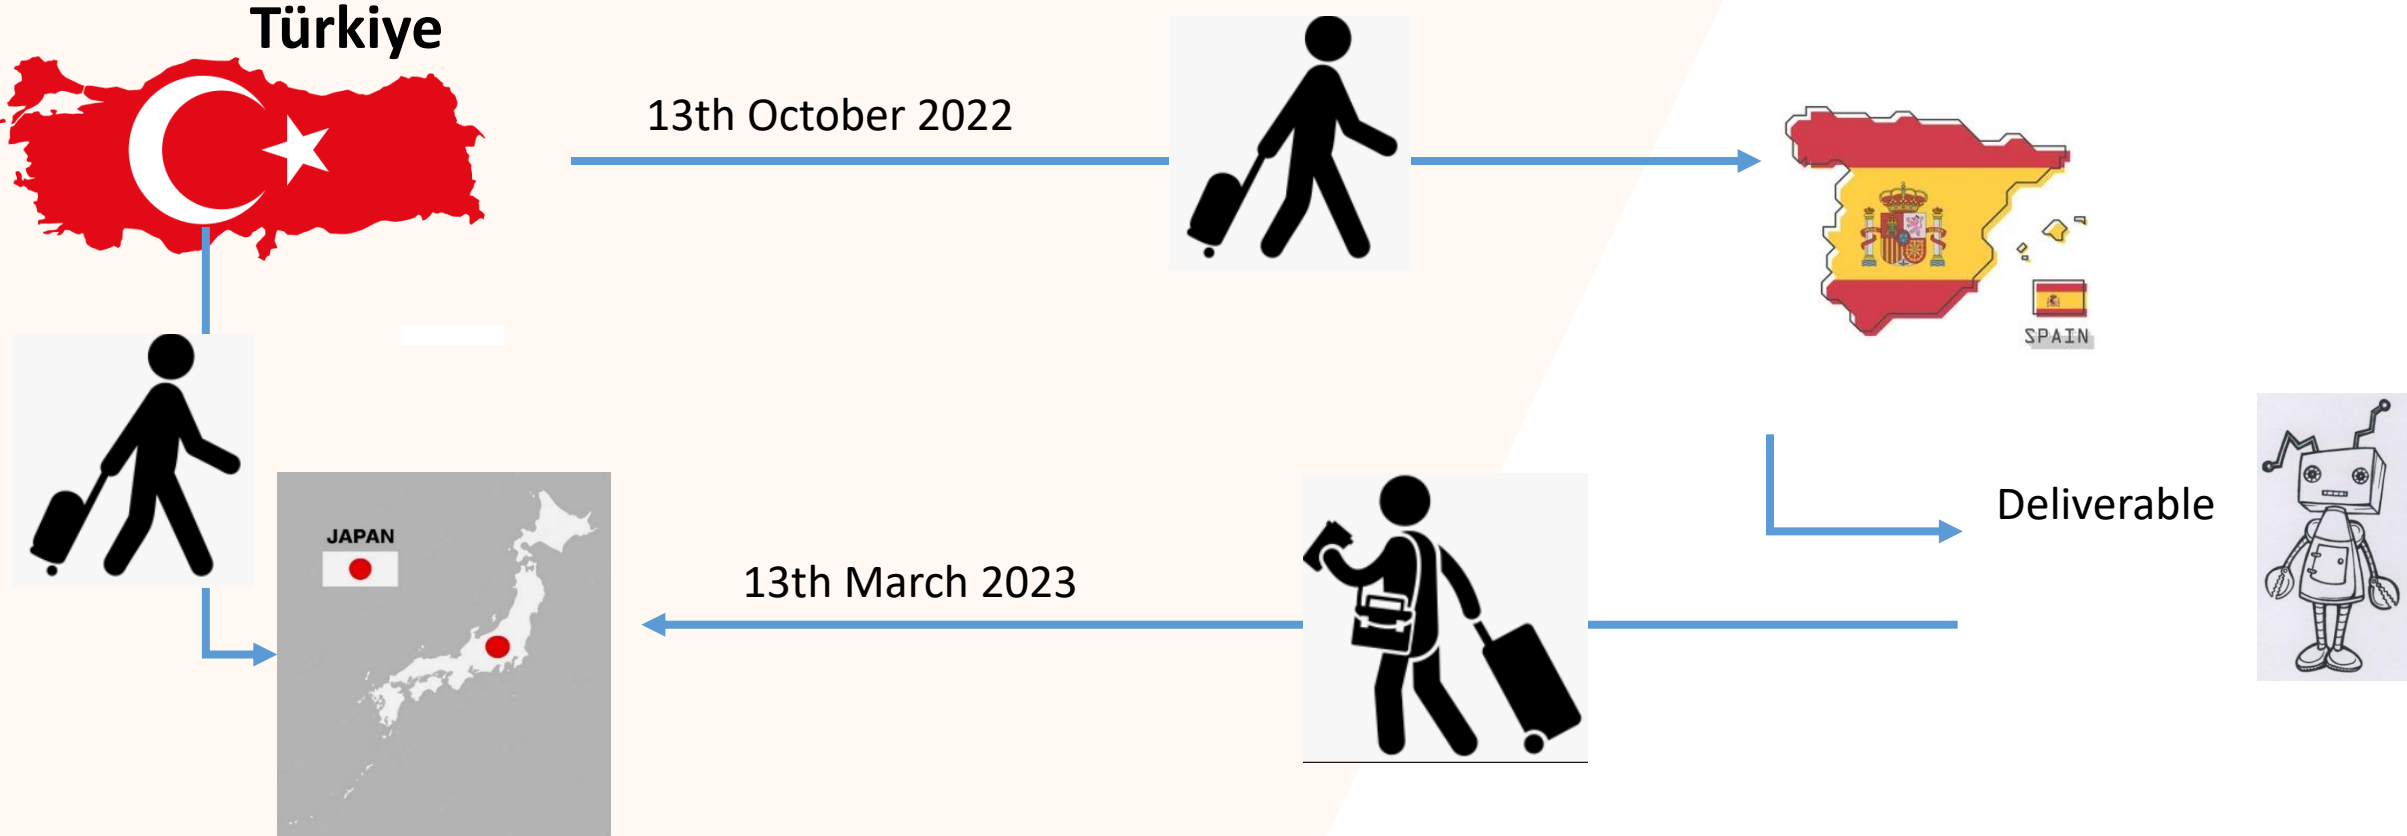 Türkiye
13th October 2022
SPAIN
Deliverable
JAPAN
13th March 2023